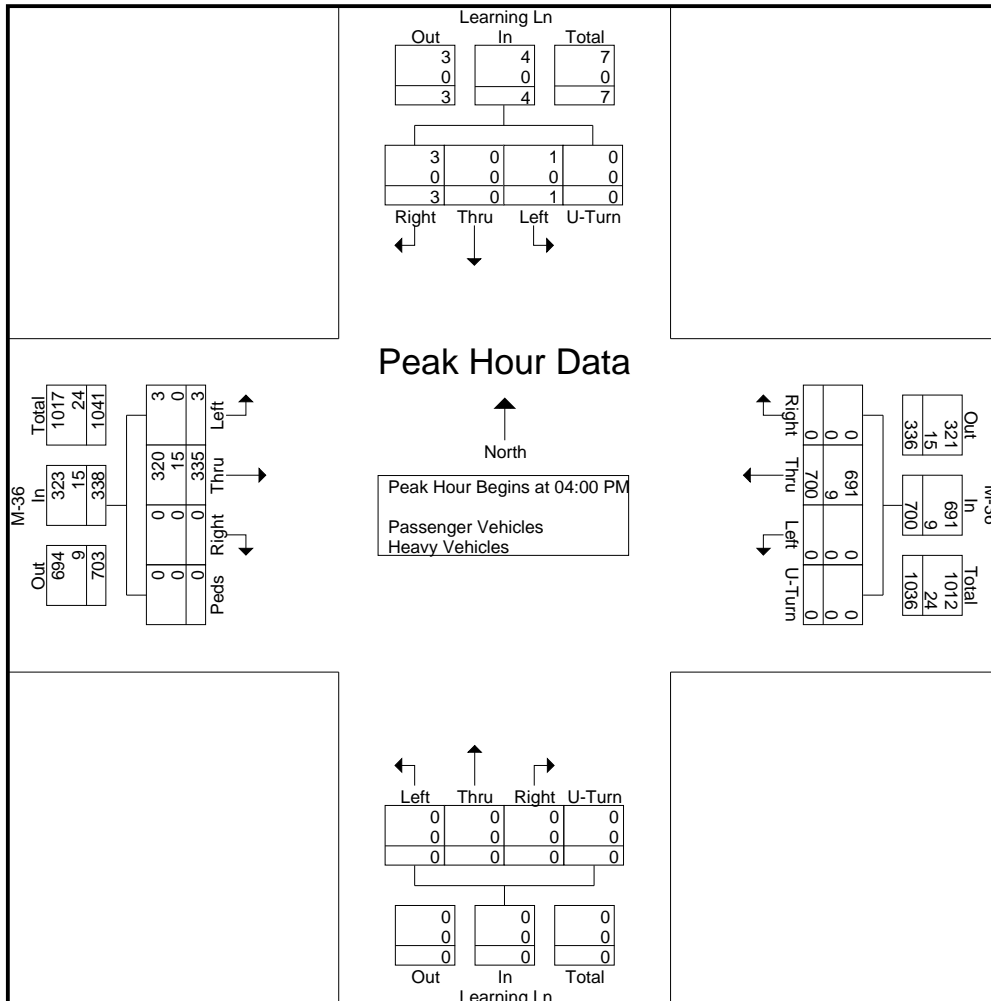 Learning Ln
Out In Total
3 4 7
0 0 0
3 4 7
3 0 1 0
0 0 0 0
3 0 1 0
Right Thru Left U-Turn
Peak Hour Data
North
Peak Hour Begins at 04:00 PM
Passenger Vehicles
Heavy Vehicles
M-36
Out In Total
694 323 1017
9 15 24
703 338 1041
0 0 320 3
0 0 15 0
0 0 335 3
Peds Right Thru Left
M-36
Out In Total
321 691 1012
15 9 24
336 700 1036
0 691 0 0
0 9 0 0
0 700 0 0
Right Thru Left U-Turn
Left Thru Right U-Turn
0 0 0 0
0 0 0 0
0 0 0 0
0 0 0
0 0 0
0 0 0
Out In Total
Learning Ln